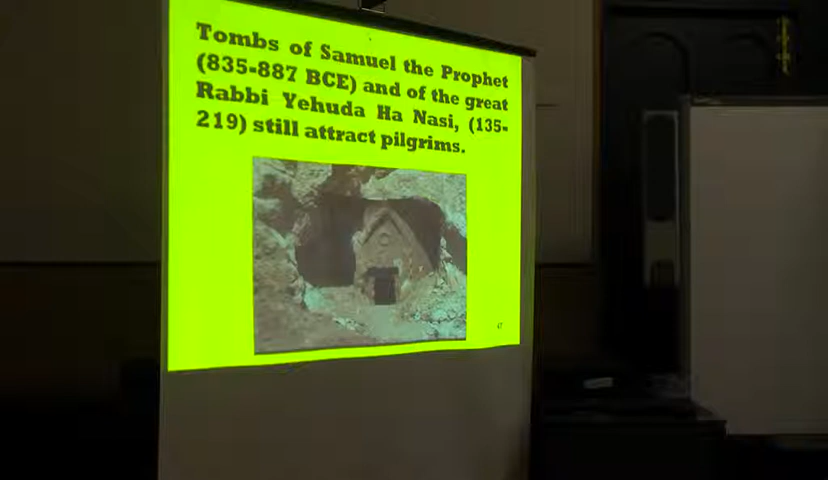 Tombs of Samuel the Prophet
(835-887 BCE) and of the great
Rabbi Yehuda Ha Nasi, (135-
219) still attract pilgrims.
47